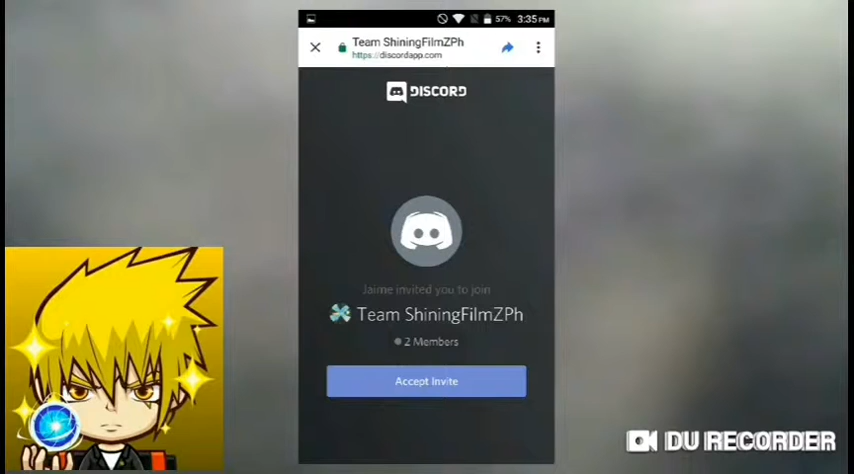 57% 3:35 PM
Team ShiningFilmZPh
https://discordapp.com
DISCORD
Jaime invited you to join
Team ShiningFilmZPh
2 Members
Accept Invite
DU RECORDER